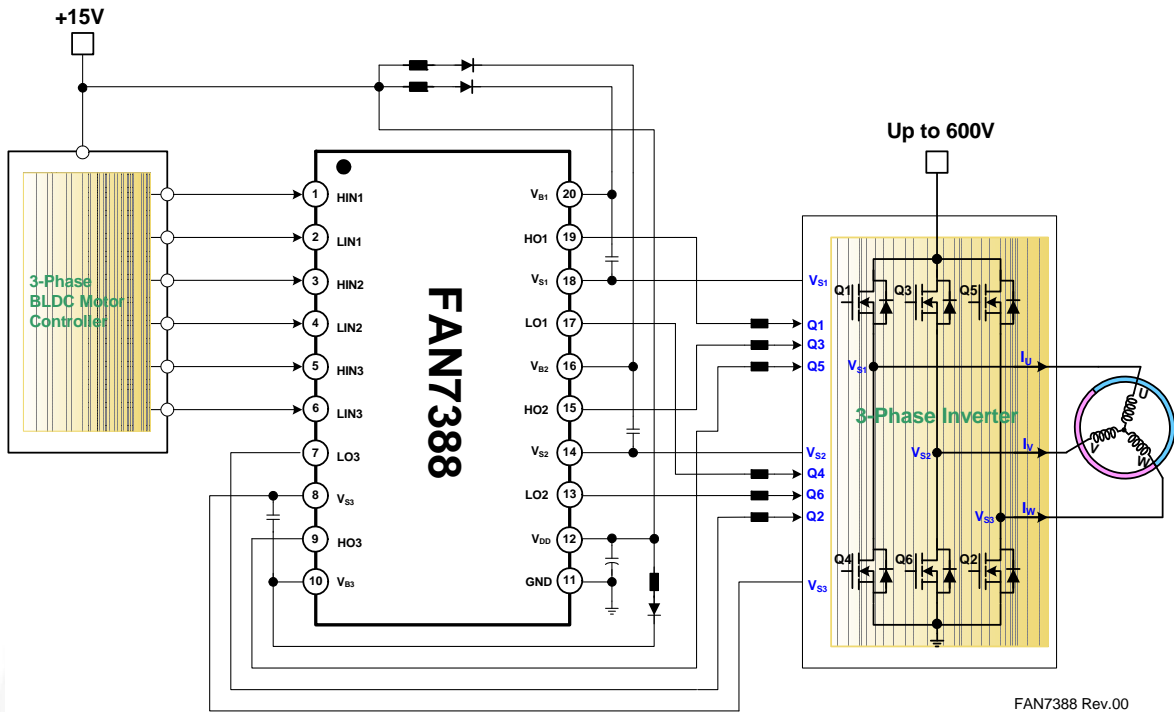 +15V
Up to 600V
3-Phase
BLDC Motor
Controller
FAN7388
1 HIN1
2 LIN1
3 HIN2
4 LIN2
5 HIN3
6 LIN3
7 LO3
8 VS3
9 HO3
10 VB3
VB1 20
HO1 19
VS1 18
LO1 17
VB2 16
HO2 15
VS2 14
LO2 13
VDD 12
GND 11
VS1
Q1
Q3
Q5
VS2
Q4
Q6
Q2
VS3
Q1
Q3
Q5
VS1
IU
3-Phase Inverter
VS2
IV
VS3
IW
Q4
Q6
Q2
U
V
W
FAN7388 Rev.00